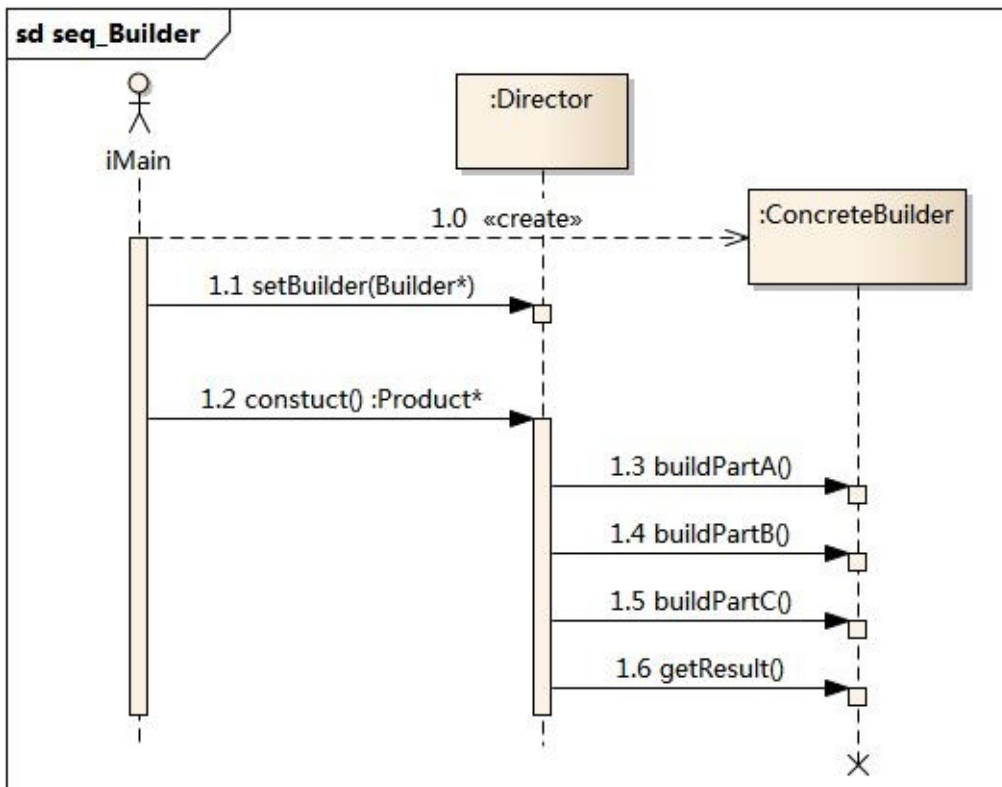 sd seq_Builder
iMain
:Director
:ConcreteBuilder
1.0 «create»
1.1 setBuilder(Builder*)
1.2 constuct() :Product*
1.3 buildPartA()
1.4 buildPartB()
1.5 buildPartC()
1.6 getResult()